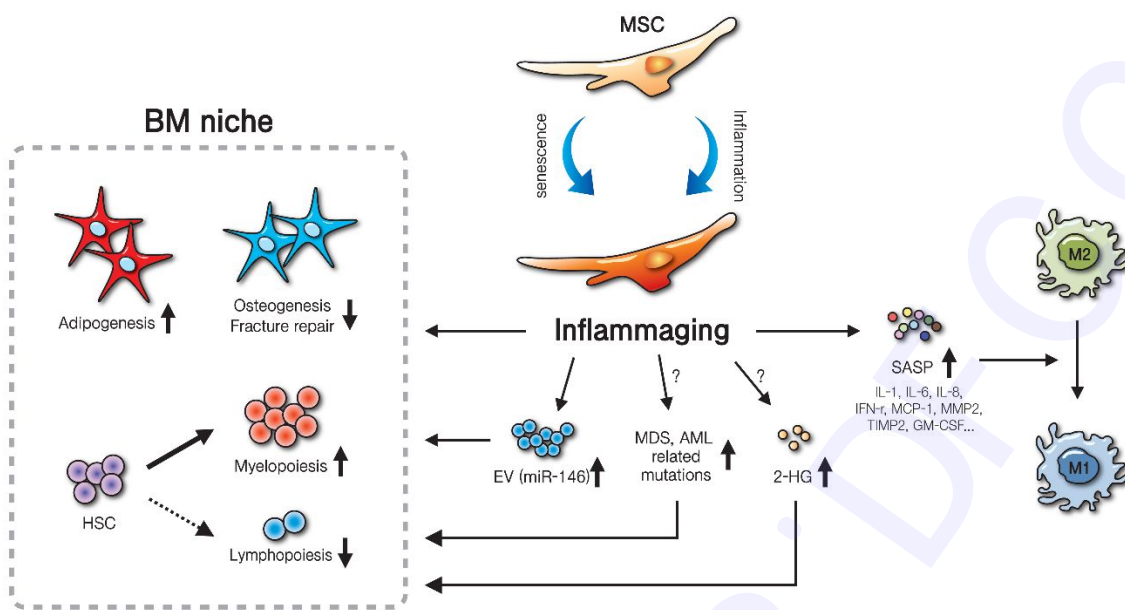 MSC
senescence
Inflammation
BM niche
Adipogenesis
Osteogenesis
Fracture repair
Myelopoiesis
HSC
Lymphopoiesis
Inflammaging
?
?
EV (miR-146)
MDS, AML
related
mutations
2-HG
SASP
IL-1, IL-6, IL-8,
IFN-r, MCP-1, MMP2,
TIMP2, GM-CSF...
M2
M1